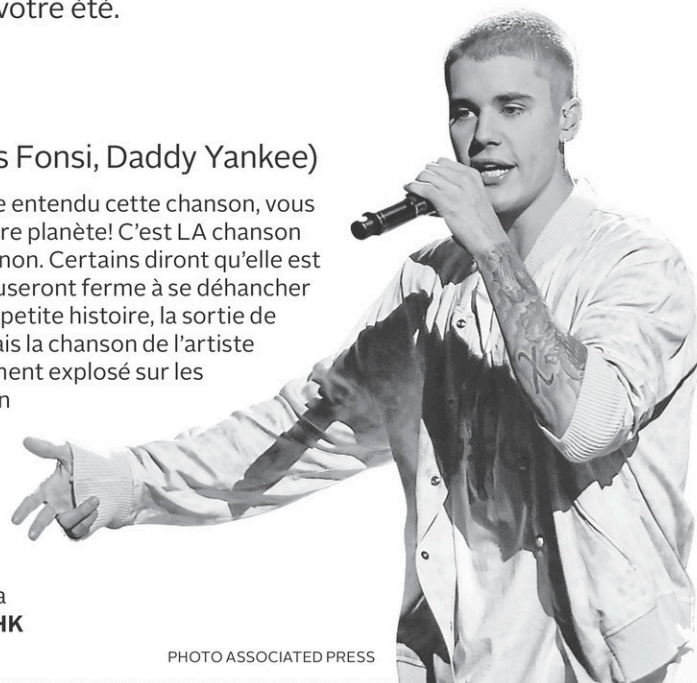 votre été.
s Fonsi, Daddy Yankee)
e entendu cette chanson, vous
re planète! C’est LA chanson
non. Certains diront qu’elle est
useront ferme à se déhancher
petite histoire, la sortie de
ais la chanson de l’artiste
ment explosé sur les
n
a
HK
PHOTO ASSOCIATED PRESS